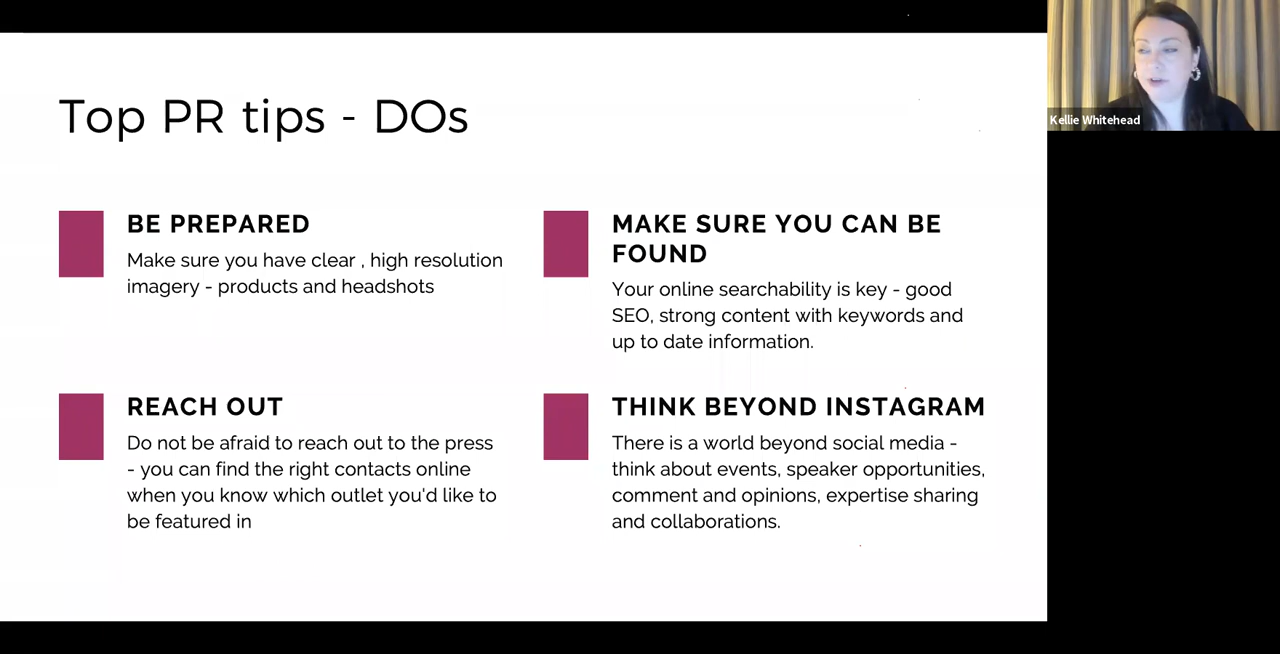 Top PR tips - DOs
BE PREPARED
Make sure you have clear , high resolution
imagery - products and headshots
MAKE SURE YOU CAN BE
FOUND
Your online searchability is key - good
SEO, strong content with keywords and
up to date information.
REACH OUT
Do not be afraid to reach out to the press
- you can find the right contacts online
when you know which outlet you'd like to
be featured in
THINK BEYOND INSTAGRAM
There is a world beyond social media -
think about events, speaker opportunities,
comment and opinions, expertise sharing
and collaborations.
Kellie Whitehead